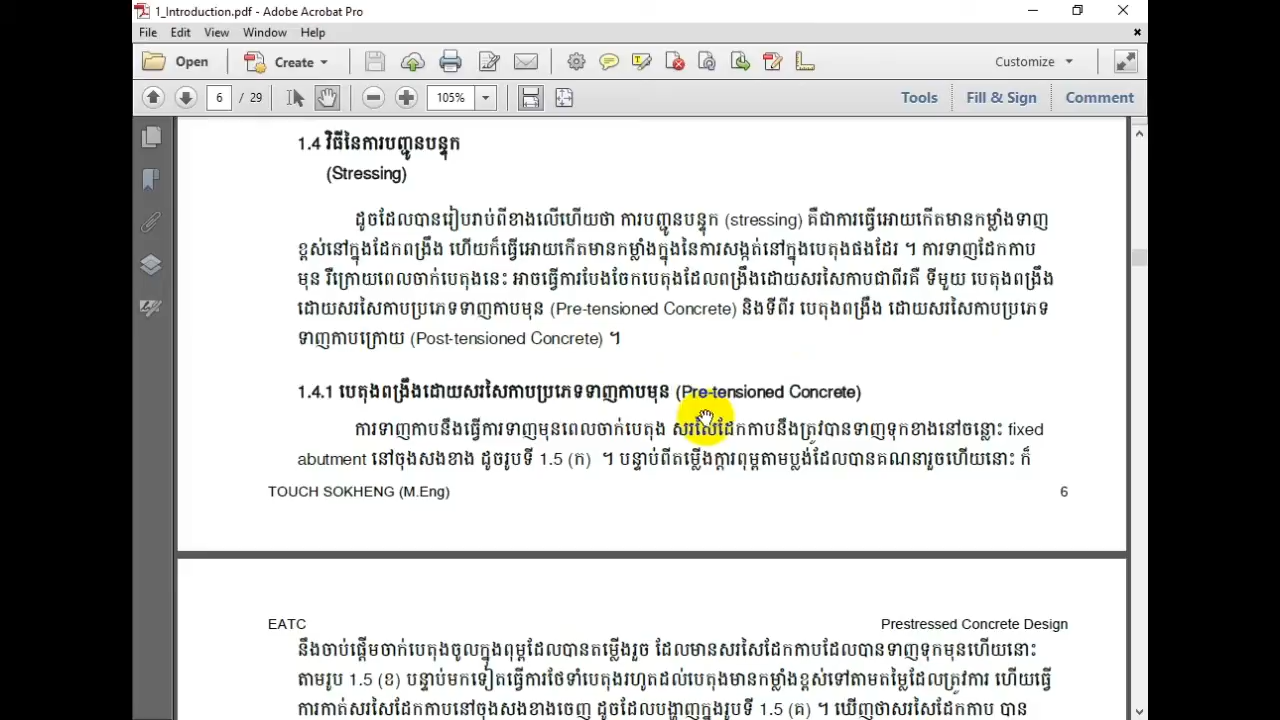 1_Introduction.pdf - Adobe Acrobat Pro
File Edit View Window Help
Open Create Customize
6 / 29 105% Tools Fill & Sign Comment
1.4 វិធីនៃការបញ្ជូនបន្ទុក
(Stressing)
ដូចដែលបានរៀបរាប់ពីខាងលើហើយថា ការបញ្ជូនបន្ទុក (stressing) គឺជាការធ្វើអោយកើតមានកម្លាំងទាញ
ខ្ពស់នៅក្នុងដែកពង្រឹង ហើយក៏ធ្វើអោយកើតមានកម្លាំងក្នុងនៃការសង្កត់នៅក្នុងបេតុងផងដែរ ។ ការទាញដែកកាប
មុន រឺក្រោយពេលចាក់បេតុងនេះ អាចធ្វើការបែងចែកបេតុងដែលពង្រឹងដោយសរសៃកាបជាពីរគឺ ទីមួយ បេតុងពង្រឹង
ដោយសរសៃកាបប្រភេទទាញកាបមុន (Pre-tensioned Concrete) និងទីពីរ បេតុងពង្រឹង ដោយសរសៃកាបប្រភេទ
ទាញកាបក្រោយ (Post-tensioned Concrete) ។
1.4.1 បេតុងពង្រឹងដោយសរសៃកាបប្រភេទទាញកាបមុន (Pre-tensioned Concrete)
ការទាញកាបនឹងធ្វើការទាញមុនពេលចាក់បេតុង សរសៃដែកកាបនឹងត្រូវបានទាញទុកខាងនៅចន្លោះ fixed
abutment នៅចុងសងខាង ដូចរូបទី 1.5 (ក) ។ បន្ទាប់ពីតម្លើងក្តារពុម្ពតាមប្លង់ដែលបានគណនារួចហើយនោះ ក៏
TOUCH SOKHENG (M.Eng) 6
EATC Prestressed Concrete Design
នឹងចាប់ផ្តើមចាក់បេតុងចូលក្នុងពុម្ពដែលបានតម្លើងរួច ដែលមានសរសៃដែកកាបដែលបានទាញទុកមុនហើយនោះ
តាមរូប 1.5 (ខ) បន្ទាប់មកទៀតធ្វើការថែទាំបេតុងរហូតដល់បេតុងមានកម្លាំងខ្ពស់ទៅតាមតម្លៃដែលត្រូវការ ហើយធ្វើ
ការកាត់សរសៃដែកកាបនៅចុងសងខាងចេញ ដូចដែលបង្ហាញក្នុងរូបទី 1.5 (គ) ។ ឃើញថាសរសៃដែកកាប បាន